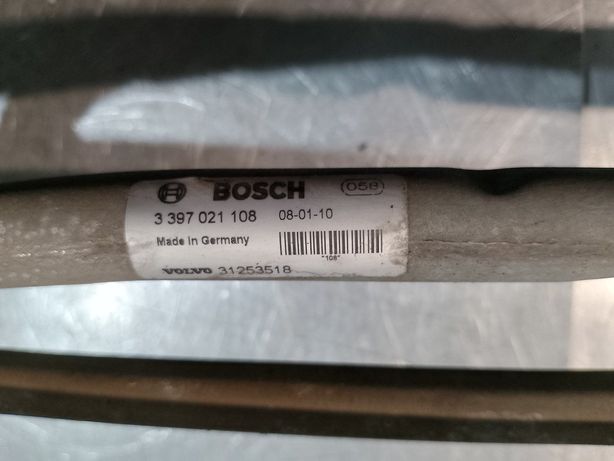 BOSCH 058
3 397 021 108 08-01-10
Made in Germany
"108"
VOLVO 31253518